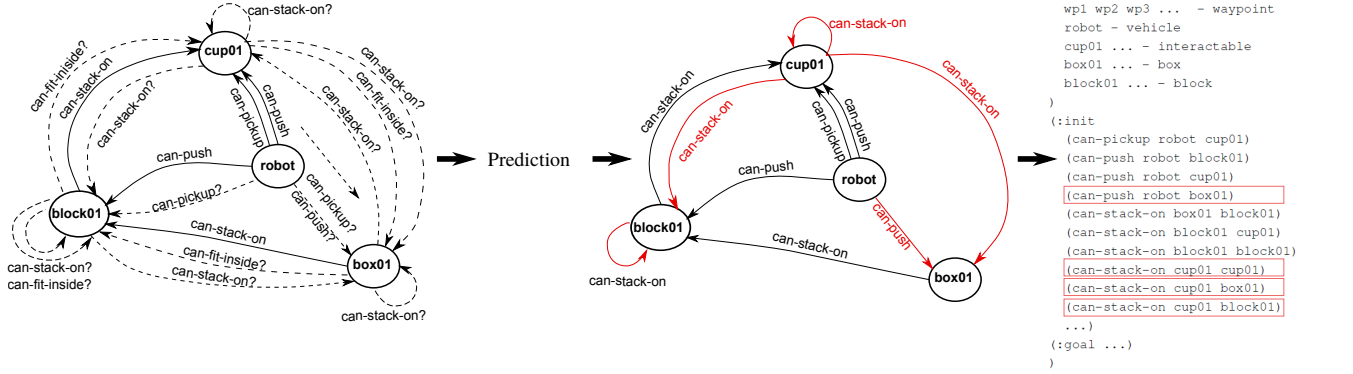 can-stack-on?
cup01
can-fit-iniside?
can-stack-on
can-stack-on?
can-pickup
can-push
can-stack-on?
can-fit-inside?
can-stack-on?
can-push
robot
can-pickup?
can-pickup?
can-push?
block01
can-stack-on
can-fit-inside?
can-stack-on?
box01
can-stack-on?
can-fit-inside?
can-stack-on?
Prediction
can-stack-on
cup01
can-stack-on
can-stack-on
can-pickup
can-push
can-stack-on
can-push
robot
can-push
block01
can-stack-on
can-stack-on
box01
wp1 wp2 wp3 ... - waypoint
robot - vehicle
cup01 ... - interactable
box01 ... - box
block01 ... - block
)
(:init
(can-pickup robot cup01)
(can-push robot block01)
(can-push robot cup01)
(can-push robot box01)
(can-stack-on box01 block01)
(can-stack-on block01 cup01)
(can-stack-on block01 block01)
(can-stack-on cup01 cup01)
(can-stack-on cup01 box01)
(can-stack-on cup01 block01)
...)
(:goal ...)
)